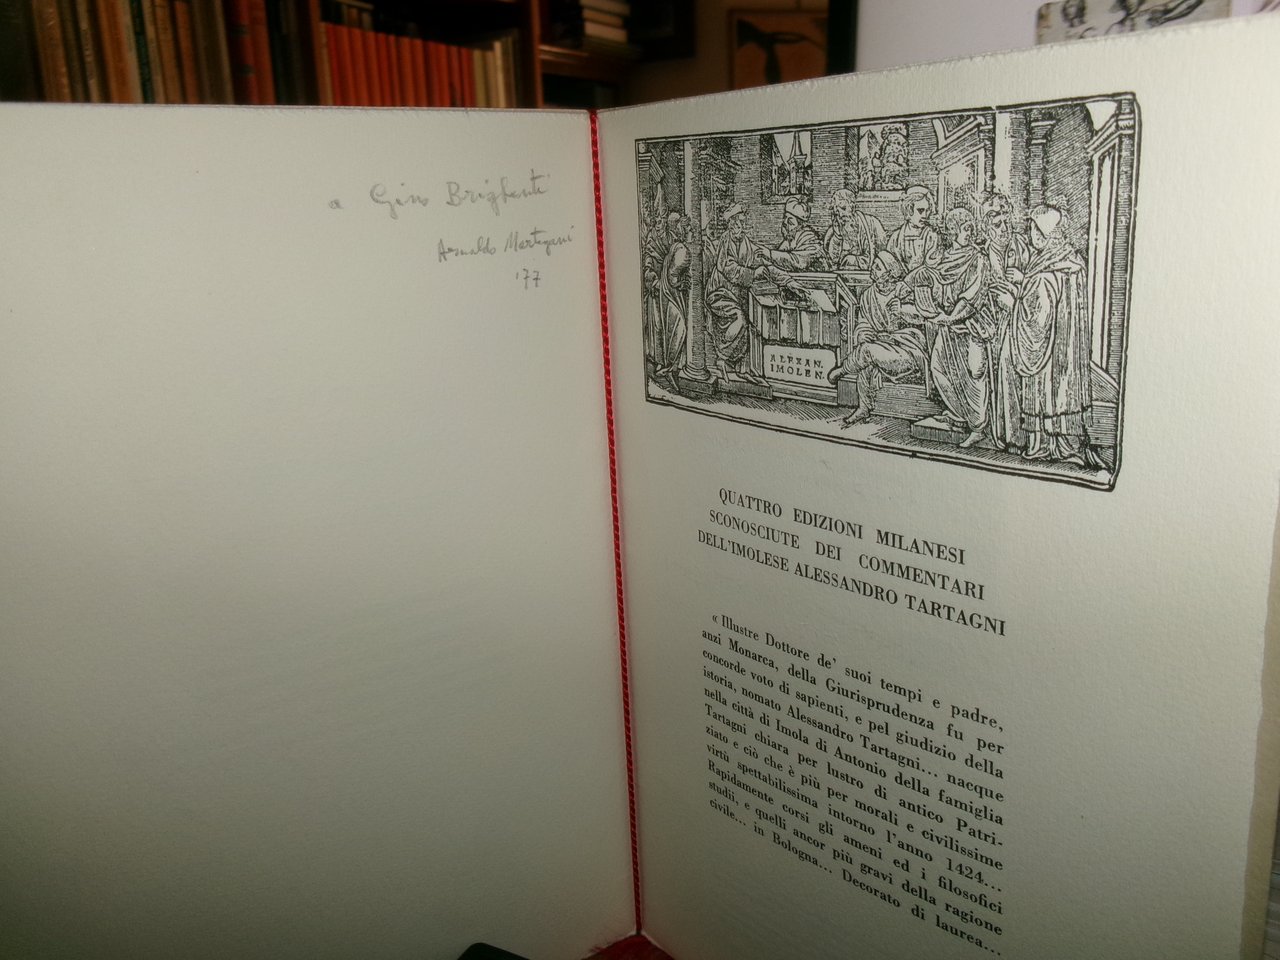 a Gino Briganti
Arnaldo Martegani
'77
ALEXAN.
IMOLEN.
QUATTRO EDIZIONI MILANESI
SCONOSCIUTE DEI COMMENTARI
DELL'IMOLESE ALESSANDRO TARTAGNI
« Illustre Dottore de' suoi tempi e padre,
anzi Monarca, della Giurisprudenza fu per
concorde voto di sapienti, e pel giudizio della
istoria, nomato Alessandro Tartagni... nacque
nella città di Imola di Antonio della famiglia
Tartagni chiara per lustro di antico Patri-
ziato e ciò che è più per morali e civilissime
virtù spettabilissima intorno l'anno 1424...
Rapidamente corsi gli ameni ed i filosofici
studii, e quelli ancor più gravi della ragione
civile... in Bologna... Decorato di laurea...